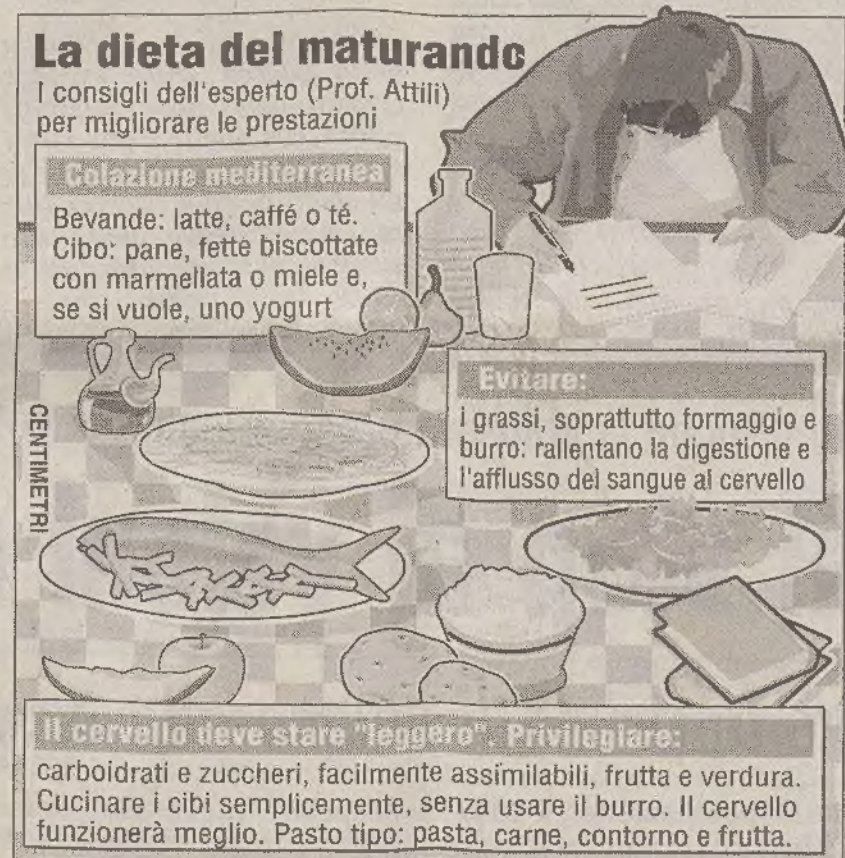 La dieta del maturando
I consigli dell'esperto (Prof. Attili)
per migliorare le prestazioni
Colazione mediterranea
Bevande: latte, caffé o té.
Cibo: pane, fette biscottate
con marmellata o miele e,
se si vuole, uno yogurt
Evitare:
i grassi, soprattutto formaggio e
burro: rallentano la digestione e
l'afflusso del sangue al cervello
CENTIMETRI
Il cervello deve stare "leggero". Privilegiare:
carboidrati e zuccheri, facilmente assimilabili, frutta e verdura.
Cucinare i cibi semplicemente, senza usare il burro. Il cervello
funzionerà meglio. Pasto tipo: pasta, carne, contorno e frutta.